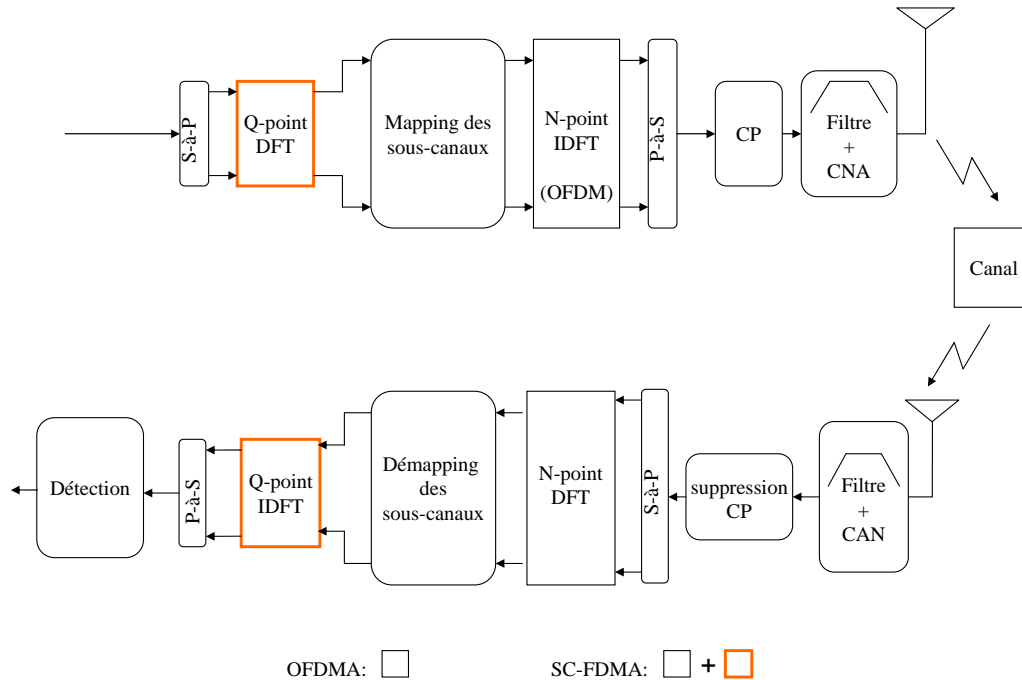 S-à-P
Q-point
DFT
Mapping des
sous-canaux
N-point
IDFT
(OFDM)
P-à-S
CP
Filtre
+
CNA
Canal
Détection
P-à-S
Q-point
IDFT
Démapping
des
sous-canaux
N-point
DFT
S-à-P
suppression
CP
Filtre
+
CAN
OFDMA:
SC-FDMA: +